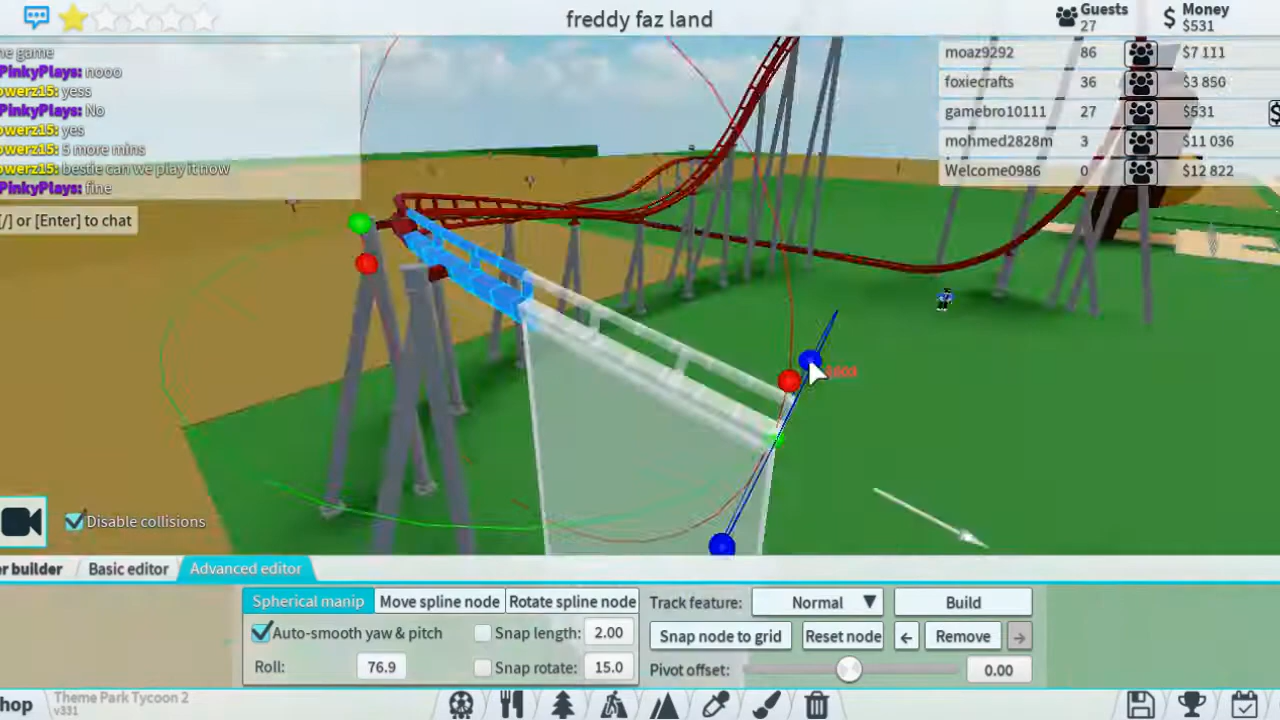 freddy faz land
Guests
27
Money
$ $531
ne game
PinkyPlays: nooo
owerz15: yess
PinkyPlays: No
owerz15: yes
owerz15: 5 more mins
owerz15: bestie can we play it now
PinkyPlays: fine
[/] or [Enter] to chat
moaz9292 86 $7 111
foxiecrafts 36 $3 850
gamebro10111 27 $531 $
mohmed2828m 3 $11 036
Welcome0986 0 $12 822
Disable collisions
er builder Basic editor Advanced editor
Spherical manip Move spline node Rotate spline node Track feature: Normal Build
Auto-smooth yaw & pitch Snap length: 2.00 Snap node to grid Reset node ← Remove →
Roll: 76.9 Snap rotate: 15.0 Pivot offset: 0.00
hop Theme Park Tycoon 2
v331